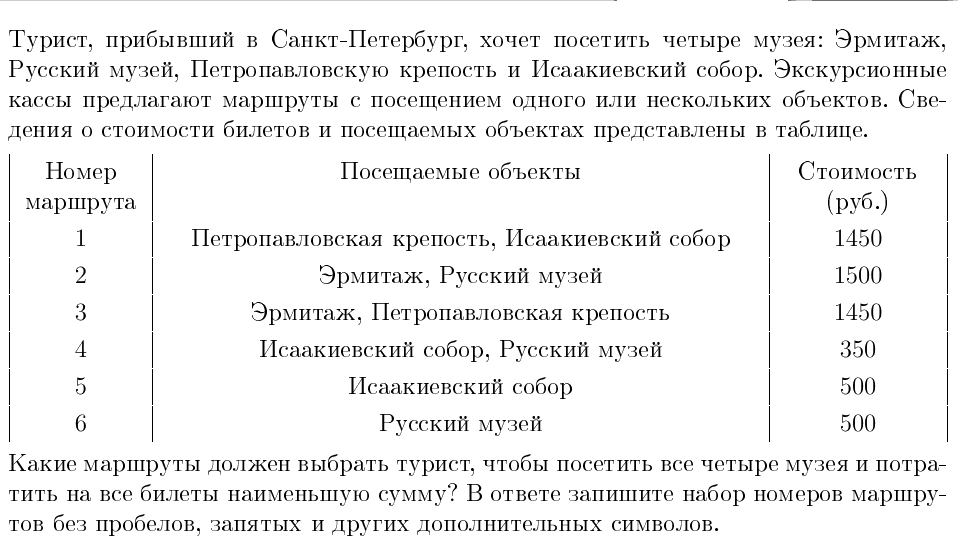 Турист, прибывший в Санкт-Петербург, хочет посетить четыре музея: Эрмитаж,
Русский музей, Петропавловскую крепость и Исаакиевский собор. Экскурсионные
кассы предлагают маршруты с посещением одного или нескольких объектов. Све-
дения о стоимости билетов и посещаемых объектах представлены в таблице.
Номер маршрута Посещаемые объекты Стоимость (руб.)
1 Петропавловская крепость, Исаакиевский собор 1450
2 Эрмитаж, Русский музей 1500
3 Эрмитаж, Петропавловская крепость 1450
4 Исаакиевский собор, Русский музей 350
5 Исаакиевский собор 500
6 Русский музей 500
Какие маршруты должен выбрать турист, чтобы посетить все четыре музея и потра-
тить на все билеты наименьшую сумму? В ответе запишите набор номеров маршру-
тов без пробелов, запятых и других дополнительных символов.